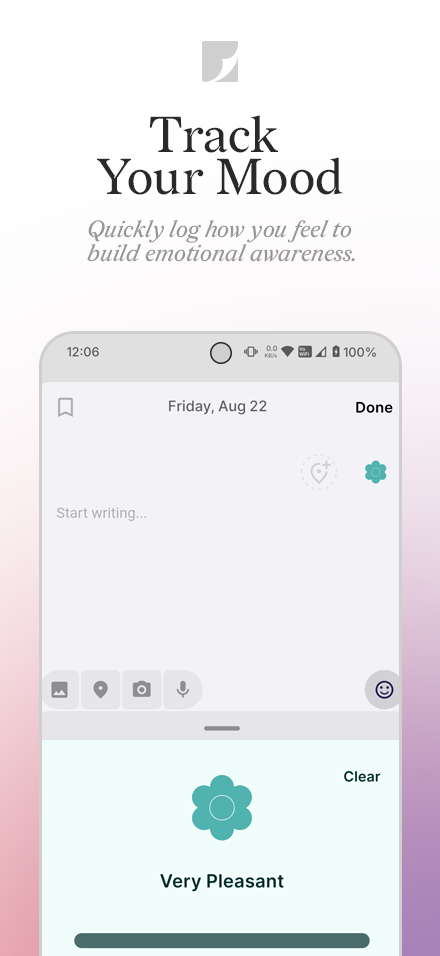 Track
Your Mood
Quickly log how you feel to
build emotional awareness.
12:06
0.0
KB/s
Vo
WiFi
100%
Friday, Aug 22
Done
Start writing...
Clear
Very Pleasant